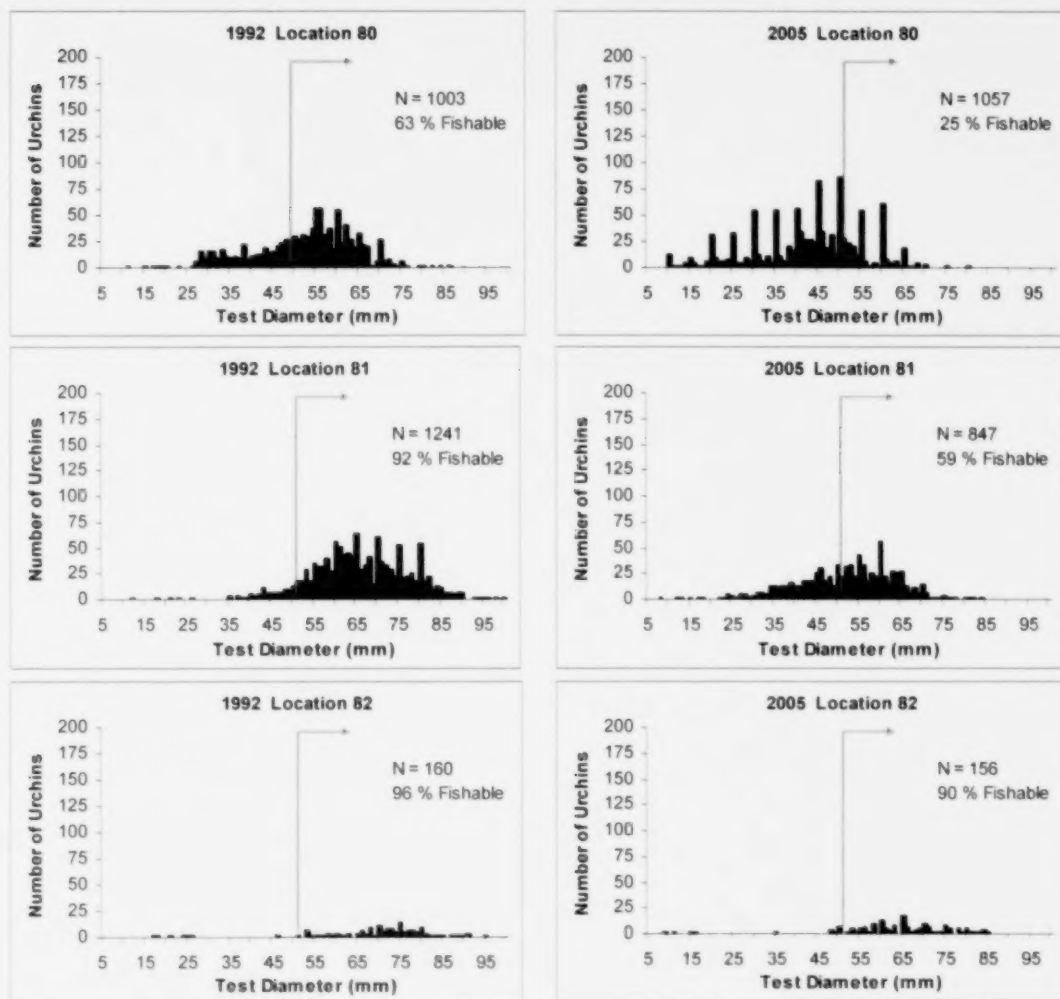 1992 Location 80
Number of Urchins
200
175
150
125
100
75
50
25
0
N = 1003
63 % Fishable
5 15 25 35 45 55 65 75 85 95
Test Diameter (mm)
2005 Location 80
Number of Urchins
200
175
150
125
100
75
50
25
0
N = 1057
25 % Fishable
5 15 25 35 45 55 65 75 85 95
Test Diameter (mm)
1992 Location 81
Number of Urchins
200
175
150
125
100
75
50
25
0
N = 1241
92 % Fishable
5 15 25 35 45 55 65 75 85 95
Test Diameter (mm)
2005 Location 81
Number of Urchins
200
175
150
125
100
75
50
25
0
N = 847
59 % Fishable
5 15 25 35 45 55 65 75 85 95
Test Diameter (mm)
1992 Location 82
Number of Urchins
200
175
150
125
100
75
50
25
0
N = 160
96 % Fishable
5 15 25 35 45 55 65 75 85 95
Test Diameter (mm)
2005 Location 82
Number of Urchins
200
175
150
125
100
75
50
25
0
N = 156
90 % Fishable
5 15 25 35 45 55 65 75 85 95
Test Diameter (mm)